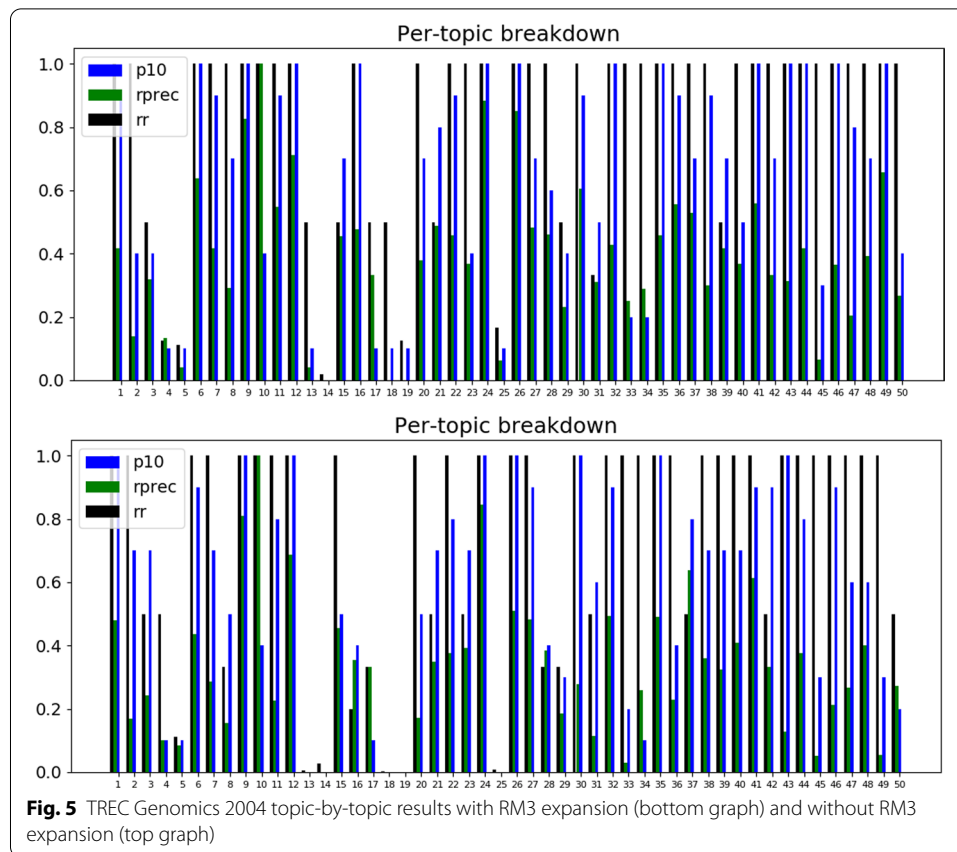 Per-topic breakdown
p10
rprec
rr
1.0
0.8
0.6
0.4
0.2
0.0
1 2 3 4 5 6 7 8 9 10 11 12 13 14 15 16 17 18 19 20 21 22 23 24 25 26 27 28 29 30 31 32 33 34 35 36 37 38 39 40 41 42 43 44 45 46 47 48 49 50
Per-topic breakdown
p10
rprec
rr
1.0
0.8
0.6
0.4
0.2
0.0
1 2 3 4 5 6 7 8 9 10 11 12 13 14 15 16 17 18 19 20 21 22 23 24 25 26 27 28 29 30 31 32 33 34 35 36 37 38 39 40 41 42 43 44 45 46 47 48 49 50
Fig. 5 TREC Genomics 2004 topic-by-topic results with RM3 expansion (bottom graph) and without RM3
expansion (top graph)